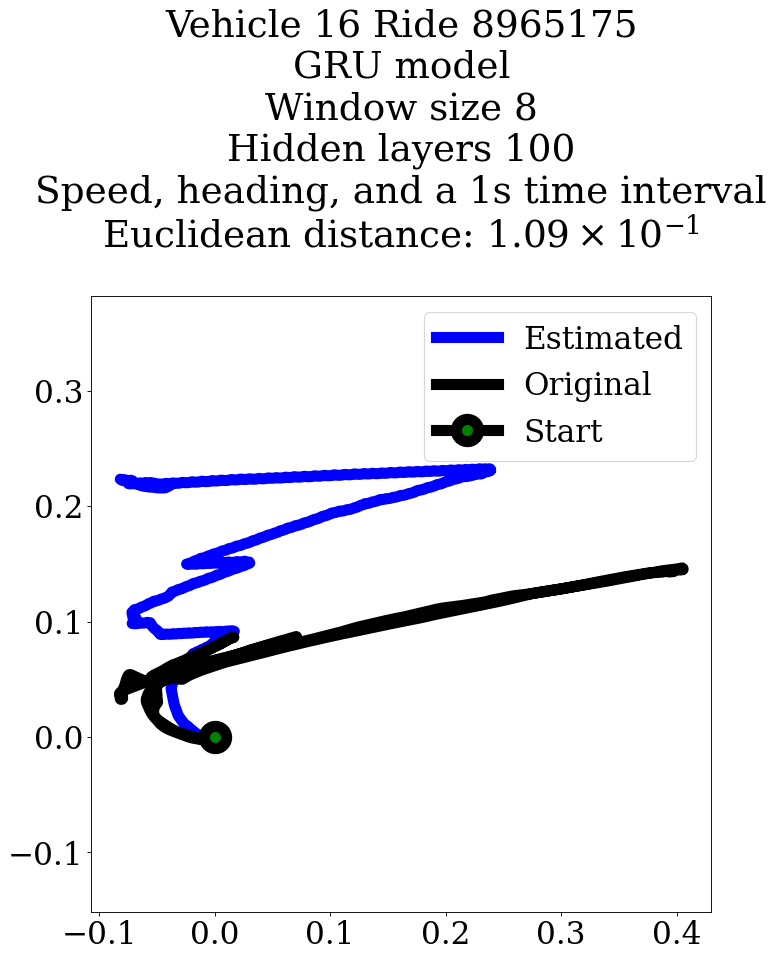 Vehicle 16 Ride 8965175
GRU model
Window size 8
Hidden layers 100
Speed, heading, and a 1s time interval
Euclidean distance: 1.09 × 10⁻¹
Estimated
Original
Start
0.3
0.2
0.1
0.0
−0.1
−0.1 0.0 0.1 0.2 0.3 0.4